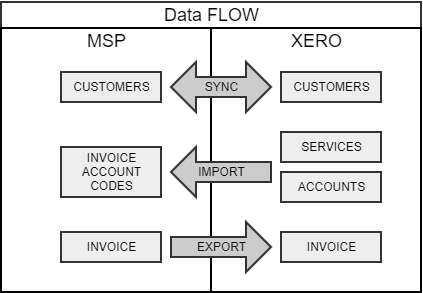 Data FLOW
MSP
XERO
CUSTOMERS
SYNC
CUSTOMERS
INVOICE
ACCOUNT
CODES
IMPORT
SERVICES
ACCOUNTS
INVOICE
EXPORT
INVOICE